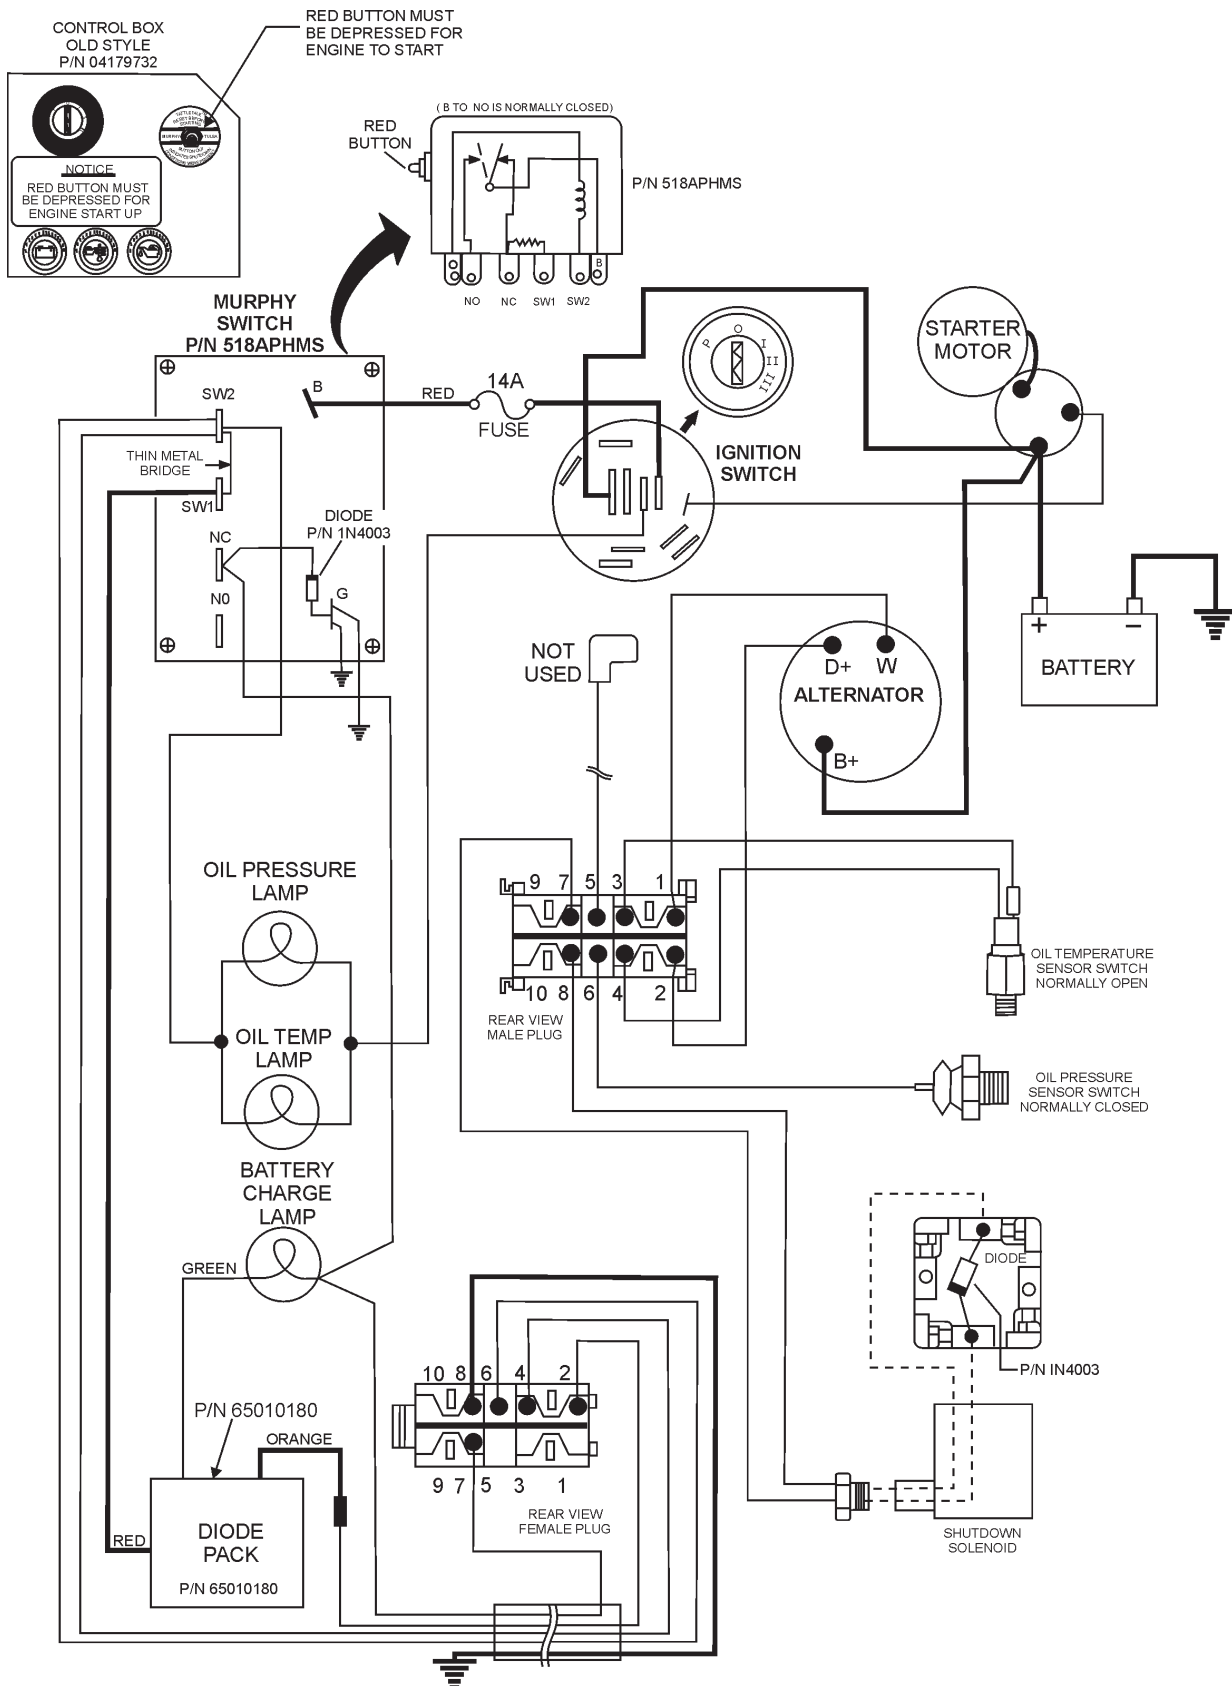 CONTROL BOX
OLD STYLE
P/N 04179732
RED BUTTON MUST
BE DEPRESSED FOR
ENGINE TO START
NOTICE
RED BUTTON MUST
BE DEPRESSED FOR
ENGINE START UP
( B TO NO IS NORMALLY CLOSED)
RED
BUTTON
P/N 518APHMS
B
NO
NC
SW1
SW2
MURPHY
SWITCH
P/N 518APHMS
SW2
B
RED
14A
FUSE
THIN METAL
BRIDGE
SW1
NC
N0
DIODE
P/N 1N4003
G
P
O
I
II
III
IGNITION
SWITCH
STARTER
MOTOR
+
–
BATTERY
NOT
USED
D+
W
ALTERNATOR
B+
OIL PRESSURE
LAMP
OIL TEMP
LAMP
BATTERY
CHARGE
LAMP
GREEN
9 7 5 3 1
10 8 6 4 2
REAR VIEW
MALE PLUG
OIL TEMPERATURE
SENSOR SWITCH
NORMALLY OPEN
OIL PRESSURE
SENSOR SWITCH
NORMALLY CLOSED
DIODE
P/N IN4003
10 8 6 4 2
9 7 5 3 1
REAR VIEW
FEMALE PLUG
P/N 65010180
ORANGE
RED
DIODE
PACK
P/N 65010180
SHUTDOWN
SOLENOID